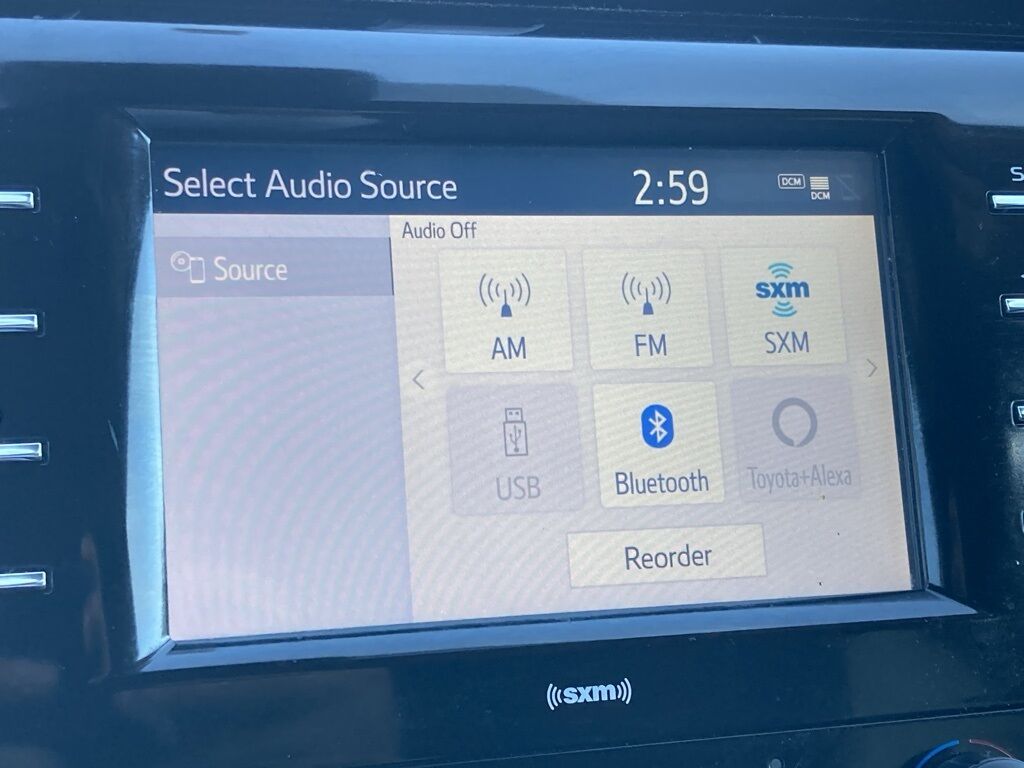 Select Audio Source
2:59
DCM
DCM
Audio Off
Source
AM
FM
sxm
SXM
USB
Bluetooth
Toyota+Alexa
Reorder
sxm